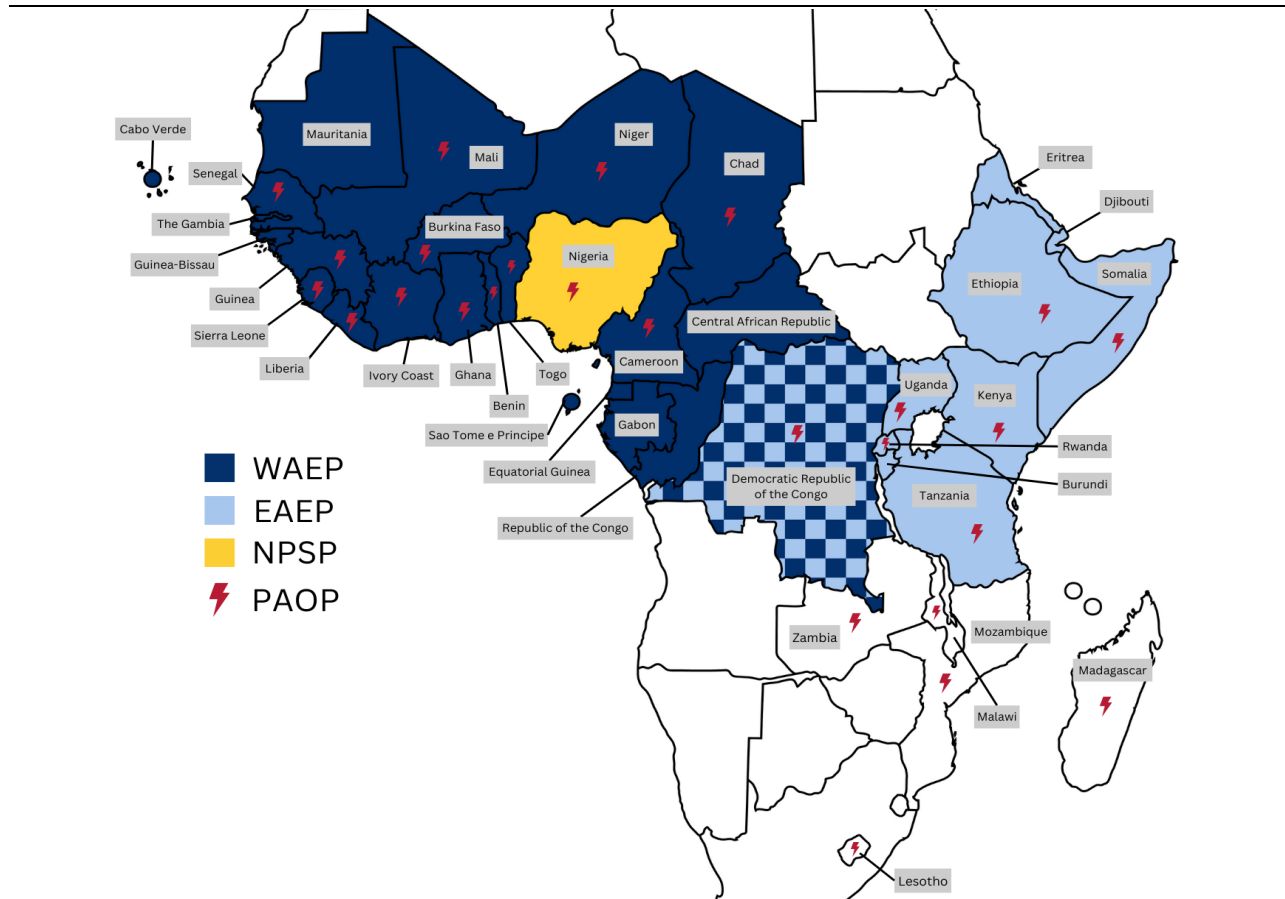 Cabo Verde
Mauritania
Niger
Mali
Chad
Eritrea
Senegal
Djibouti
The Gambia
Burkina Faso
Nigeria
Guinea-Bissau
Somalia
Ethiopia
Guinea
Central African Republic
Sierra Leone
Liberia
Ivory Coast
Ghana
Togo
Cameroon
Uganda
Kenya
Benin
Gabon
Sao Tome e Principe
Rwanda
Equatorial Guinea
Democratic Republic
of the Congo
Burundi
Tanzania
Republic of the Congo
WAEP
EAEP
NPSP
PAOP
Zambia
Mozambique
Madagascar
Malawi
Lesotho